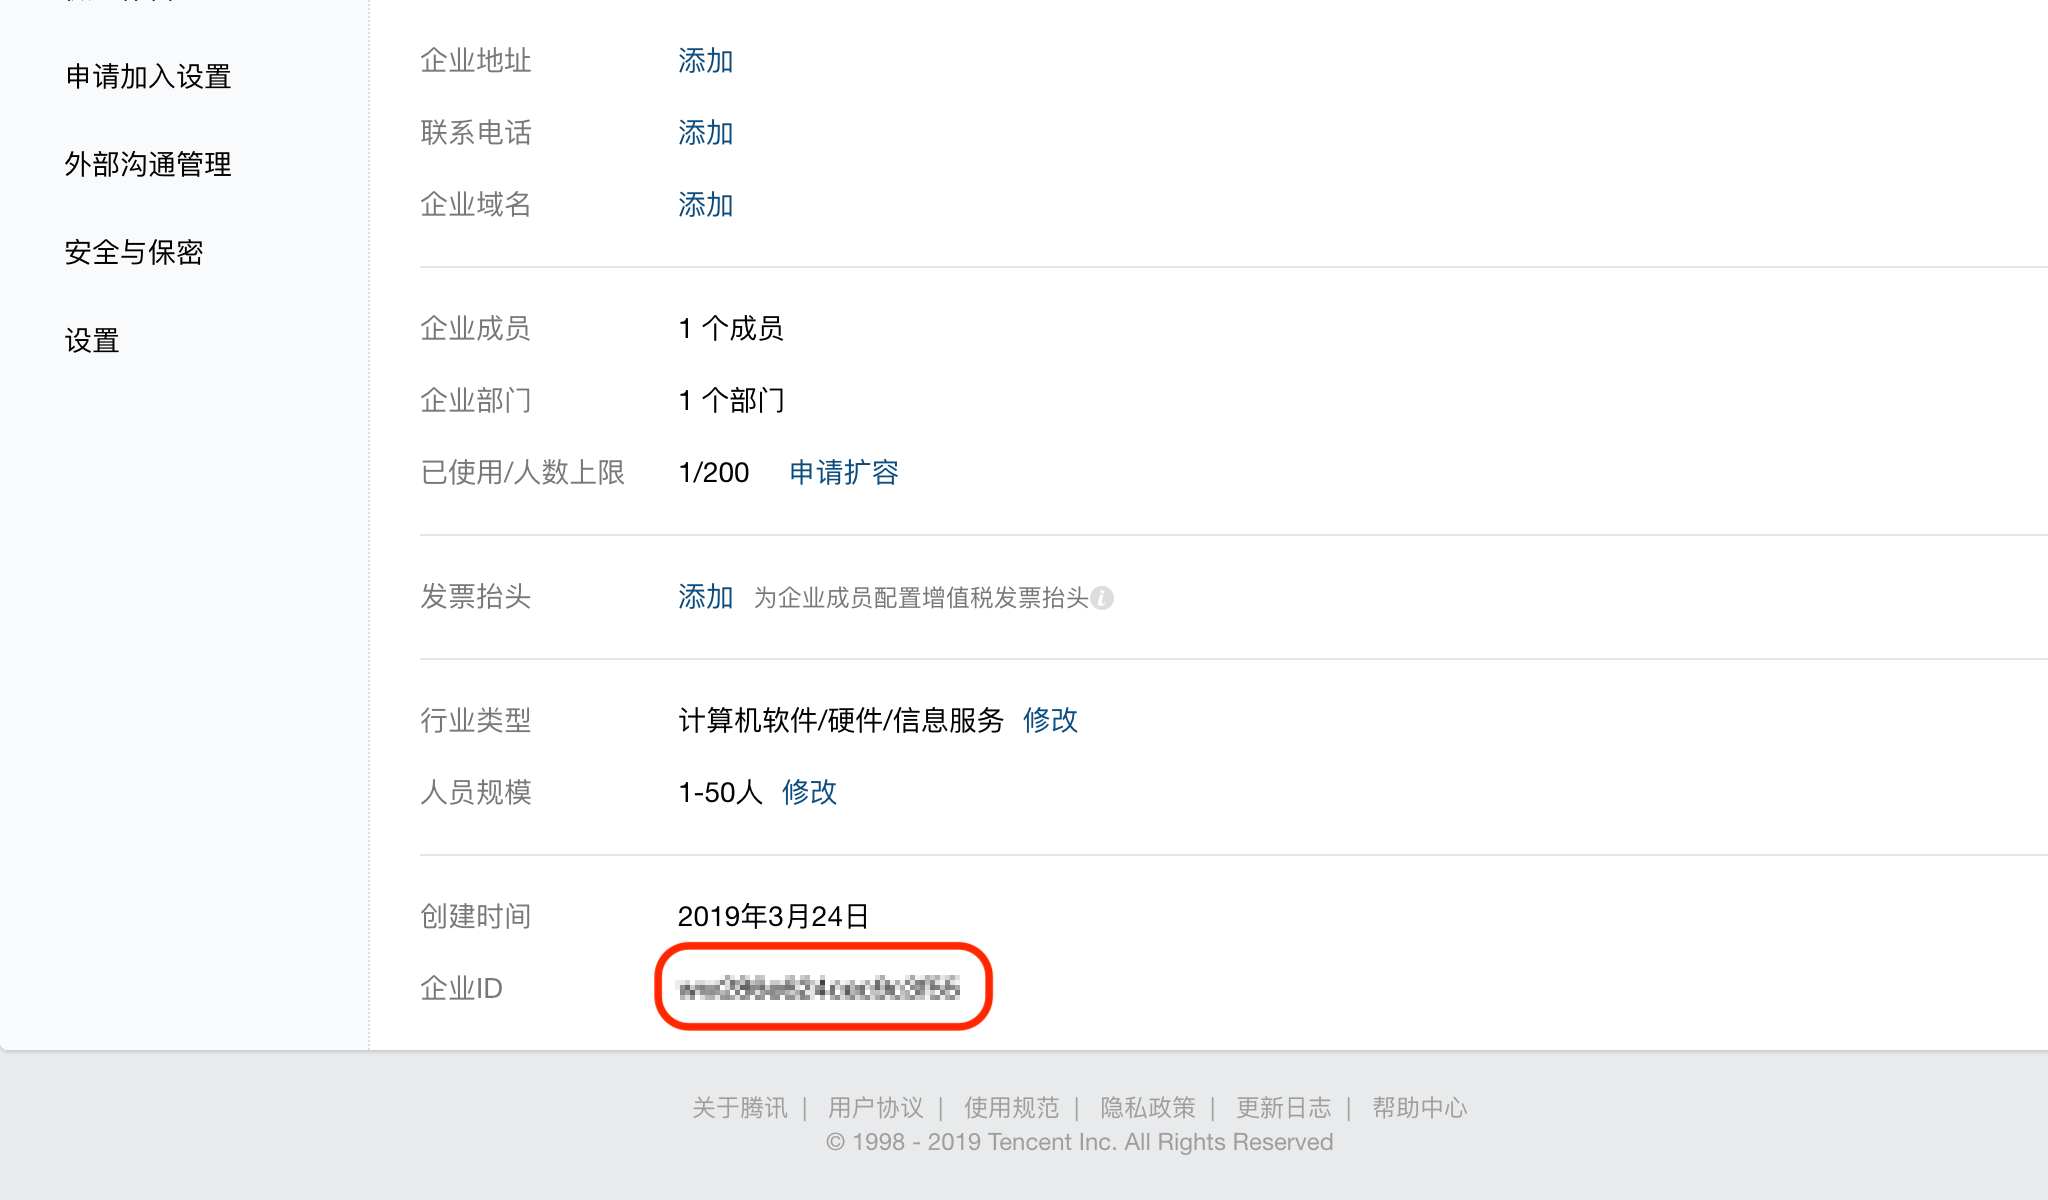 申请加入设置
外部沟通管理
安全与保密
设置
企业地址 添加
联系电话 添加
企业域名 添加
企业成员 1 个成员
企业部门 1 个部门
已使用/人数上限 1/200 申请扩容
发票抬头 添加 为企业成员配置增值税发票抬头
行业类型 计算机软件/硬件/信息服务 修改
人员规模 1-50人 修改
创建时间 2019年3月24日
企业ID
关于腾讯 | 用户协议 | 使用规范 | 隐私政策 | 更新日志 | 帮助中心
© 1998 - 2019 Tencent Inc. All Rights Reserved